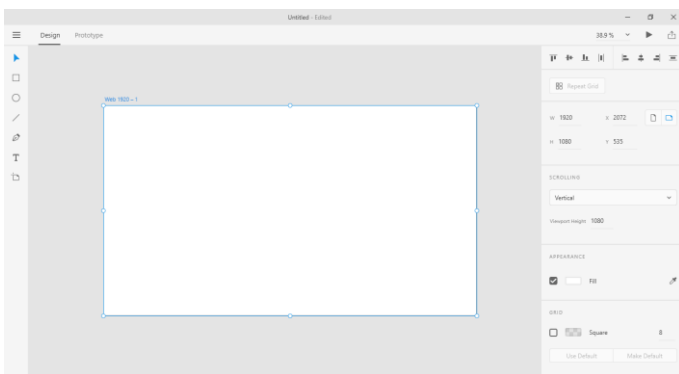 Untitled - Edited
Design Prototype 38.9 %
Web 1920 – 1
Repeat Grid
W 1920 X 2072
H 1080 Y 535
SCROLLING
Vertical
Viewport Height 1080
APPEARANCE
Fill
GRID
Square 8
Use Default Make Default